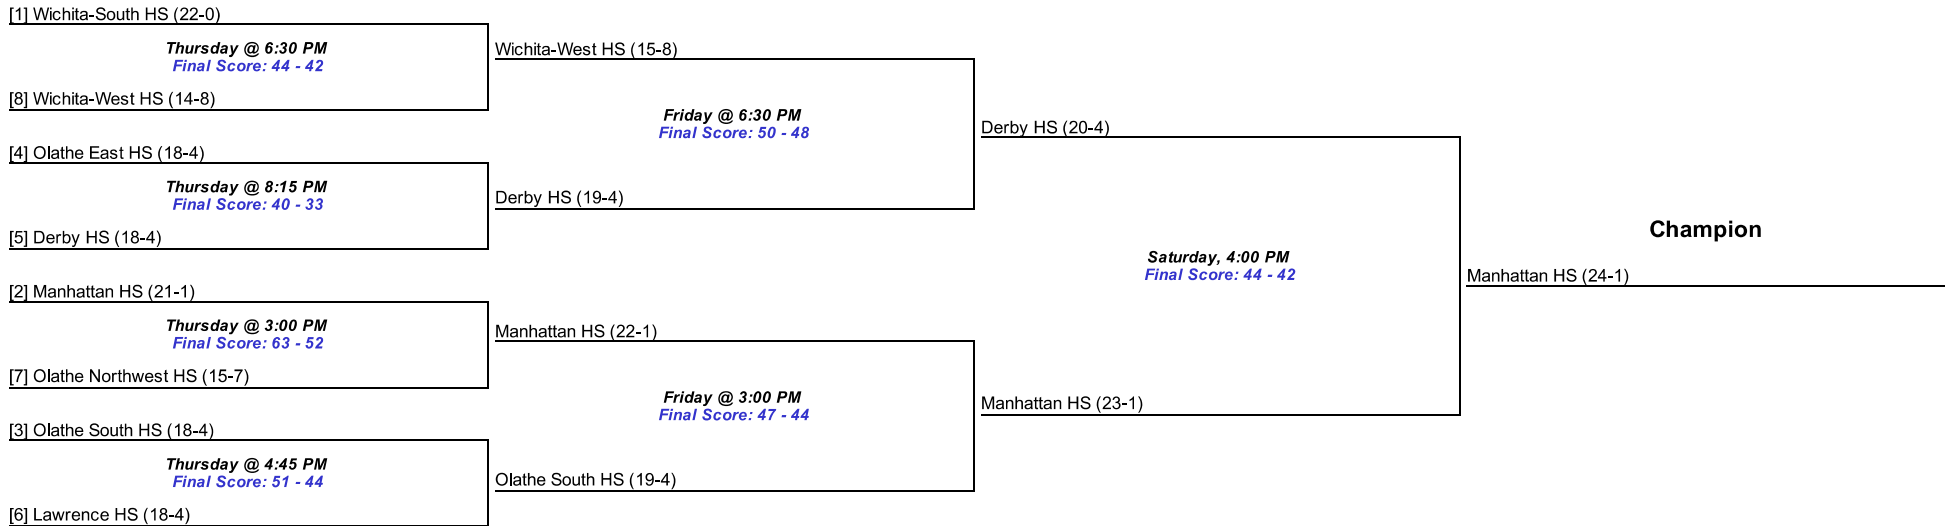 [1] Wichita-South HS (22-0)
Thursday @ 6:30 PM
Final Score: 44 - 42
[8] Wichita-West HS (14-8)
[4] Olathe East HS (18-4)
Thursday @ 8:15 PM
Final Score: 40 - 33
[5] Derby HS (18-4)
[2] Manhattan HS (21-1)
Thursday @ 3:00 PM
Final Score: 63 - 52
[7] Olathe Northwest HS (15-7)
[3] Olathe South HS (18-4)
Thursday @ 4:45 PM
Final Score: 51 - 44
[6] Lawrence HS (18-4)
Wichita-West HS (15-8)
Friday @ 6:30 PM
Final Score: 50 - 48
Derby HS (19-4)
Manhattan HS (22-1)
Friday @ 3:00 PM
Final Score: 47 - 44
Olathe South HS (19-4)
Derby HS (20-4)
Saturday, 4:00 PM
Final Score: 44 - 42
Manhattan HS (23-1)
Champion
Manhattan HS (24-1)